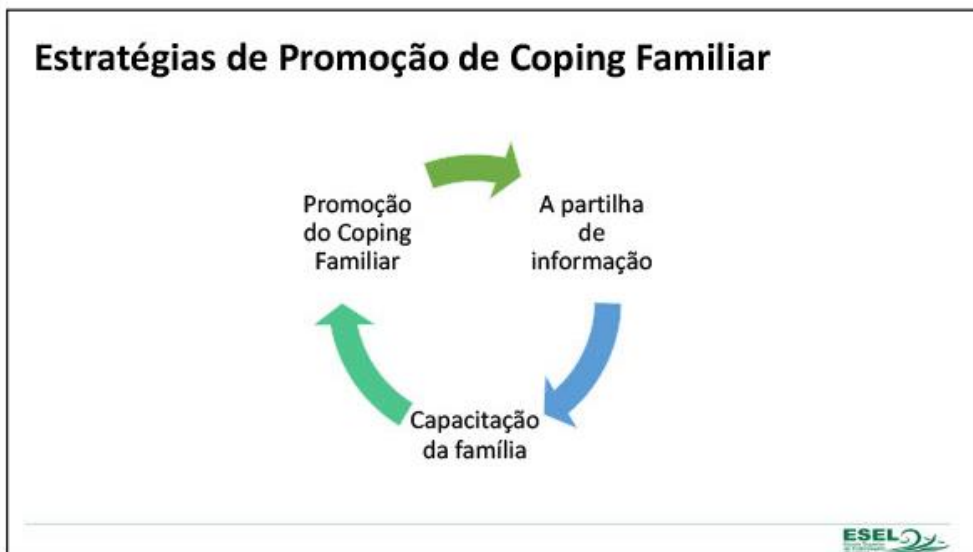 Estratégias de Promoção de Coping Familiar
Promoção
do Coping
Familiar
A partilha
de
informação
Capacitação
da família
ESEL